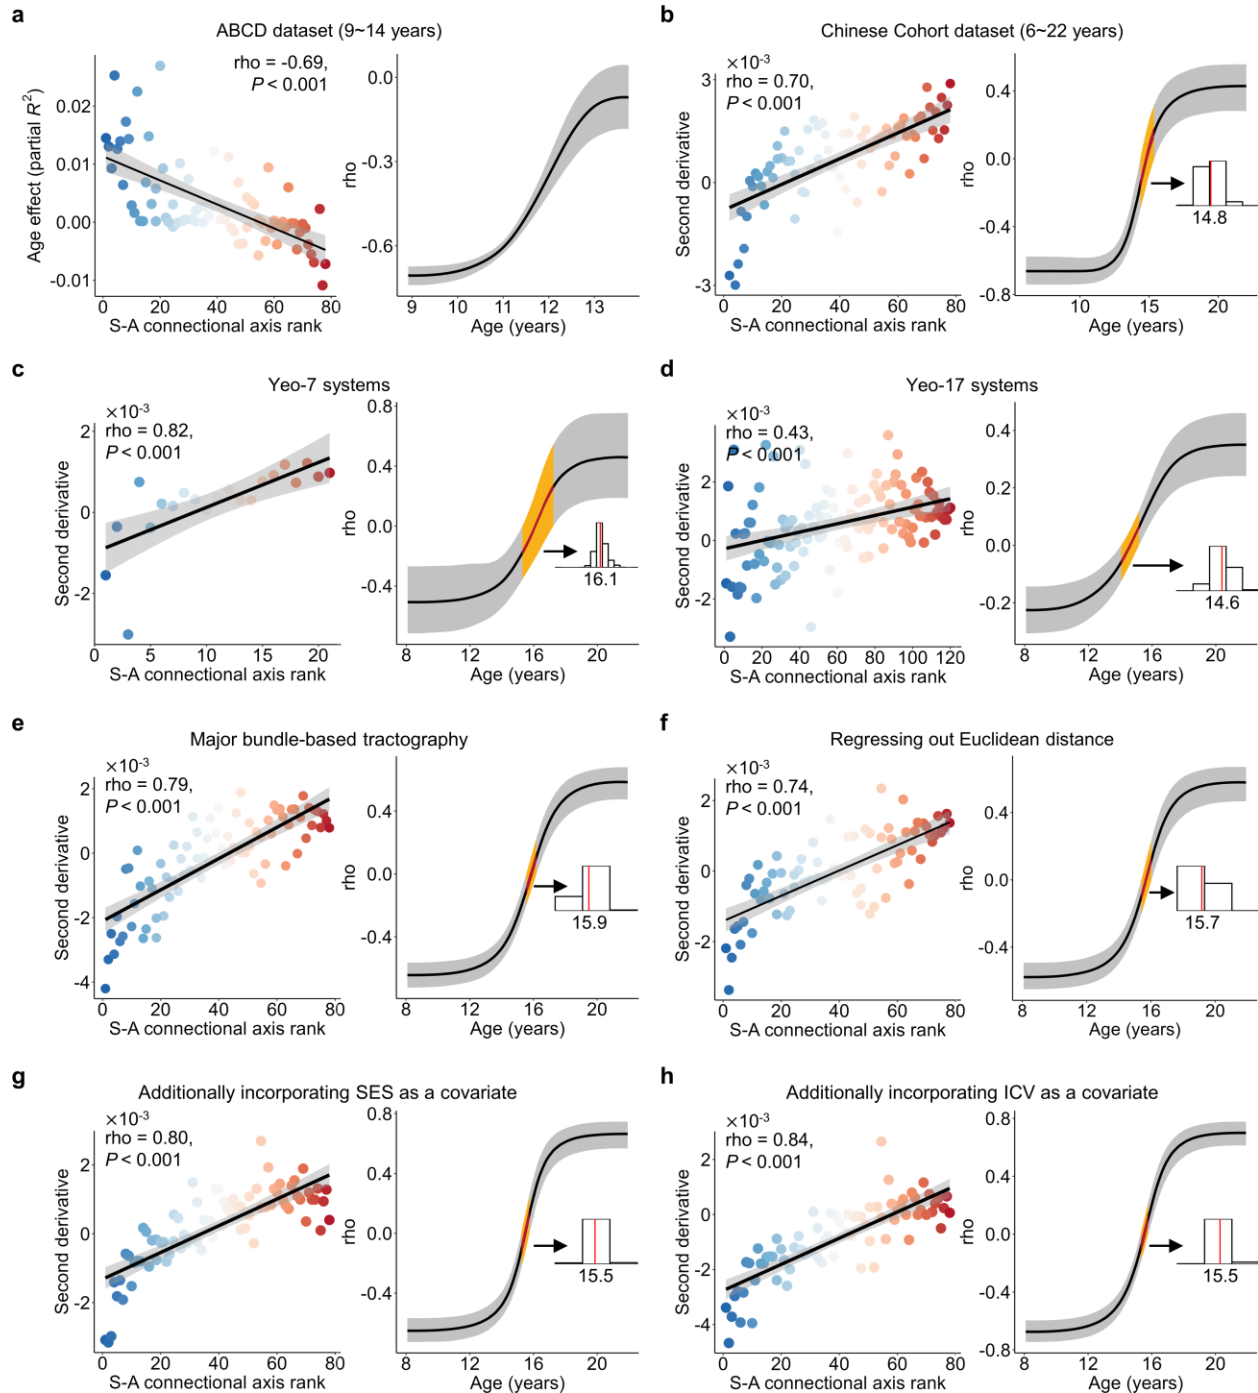 a
ABCD dataset (9~14 years)
rho = -0.69,
P < 0.001
Age effect (partial R²)
0.02
0.01
0.00
-0.01
0
20
40
60
80
S-A connectional axis rank
rho
0.0
-0.3
-0.6
9
10
11
12
13
Age (years)
b
Chinese Cohort dataset (6~22 years)
×10⁻³
rho = 0.70,
P < 0.001
Second derivative
3
0
-3
0
20
40
60
80
S-A connectional axis rank
rho
0.4
0.0
-0.4
-0.8
10
15
20
Age (years)
14.8
c
Yeo-7 systems
×10⁻³
rho = 0.82,
P < 0.001
Second derivative
2
0
-2
0
5
10
15
20
S-A connectional axis rank
rho
0.8
0.4
0.0
-0.4
8
12
16
20
Age (years)
16.1
d
Yeo-17 systems
×10⁻³
rho = 0.43,
P < 0.001
Second derivative
2
0
-2
0
20
40
60
80
100
120
S-A connectional axis rank
rho
0.4
0.2
0.0
-0.2
8
12
16
20
Age (years)
14.6
e
Major bundle-based tractography
×10⁻³
rho = 0.79,
P < 0.001
Second derivative
2
0
-2
-4
0
20
40
60
80
S-A connectional axis rank
rho
0.4
0.0
-0.4
8
12
16
20
Age (years)
15.9
f
Regressing out Euclidean distance
×10⁻³
rho = 0.74,
P < 0.001
Second derivative
2
0
-2
0
20
40
60
80
S-A connectional axis rank
rho
0.4
0.0
-0.4
8
12
16
20
Age (years)
15.7
g
Additionally incorporating SES as a covariate
×10⁻³
rho = 0.80,
P < 0.001
Second derivative
2
0
-2
0
20
40
60
80
S-A connectional axis rank
rho
0.8
0.4
0.0
-0.4
8
12
16
20
Age (years)
15.5
h
Additionally incorporating ICV as a covariate
×10⁻³
rho = 0.84,
P < 0.001
Second derivative
2
0
-2
-4
0
20
40
60
80
S-A connectional axis rank
rho
0.8
0.4
0.0
-0.4
-0.8
8
12
16
20
Age (years)
15.5